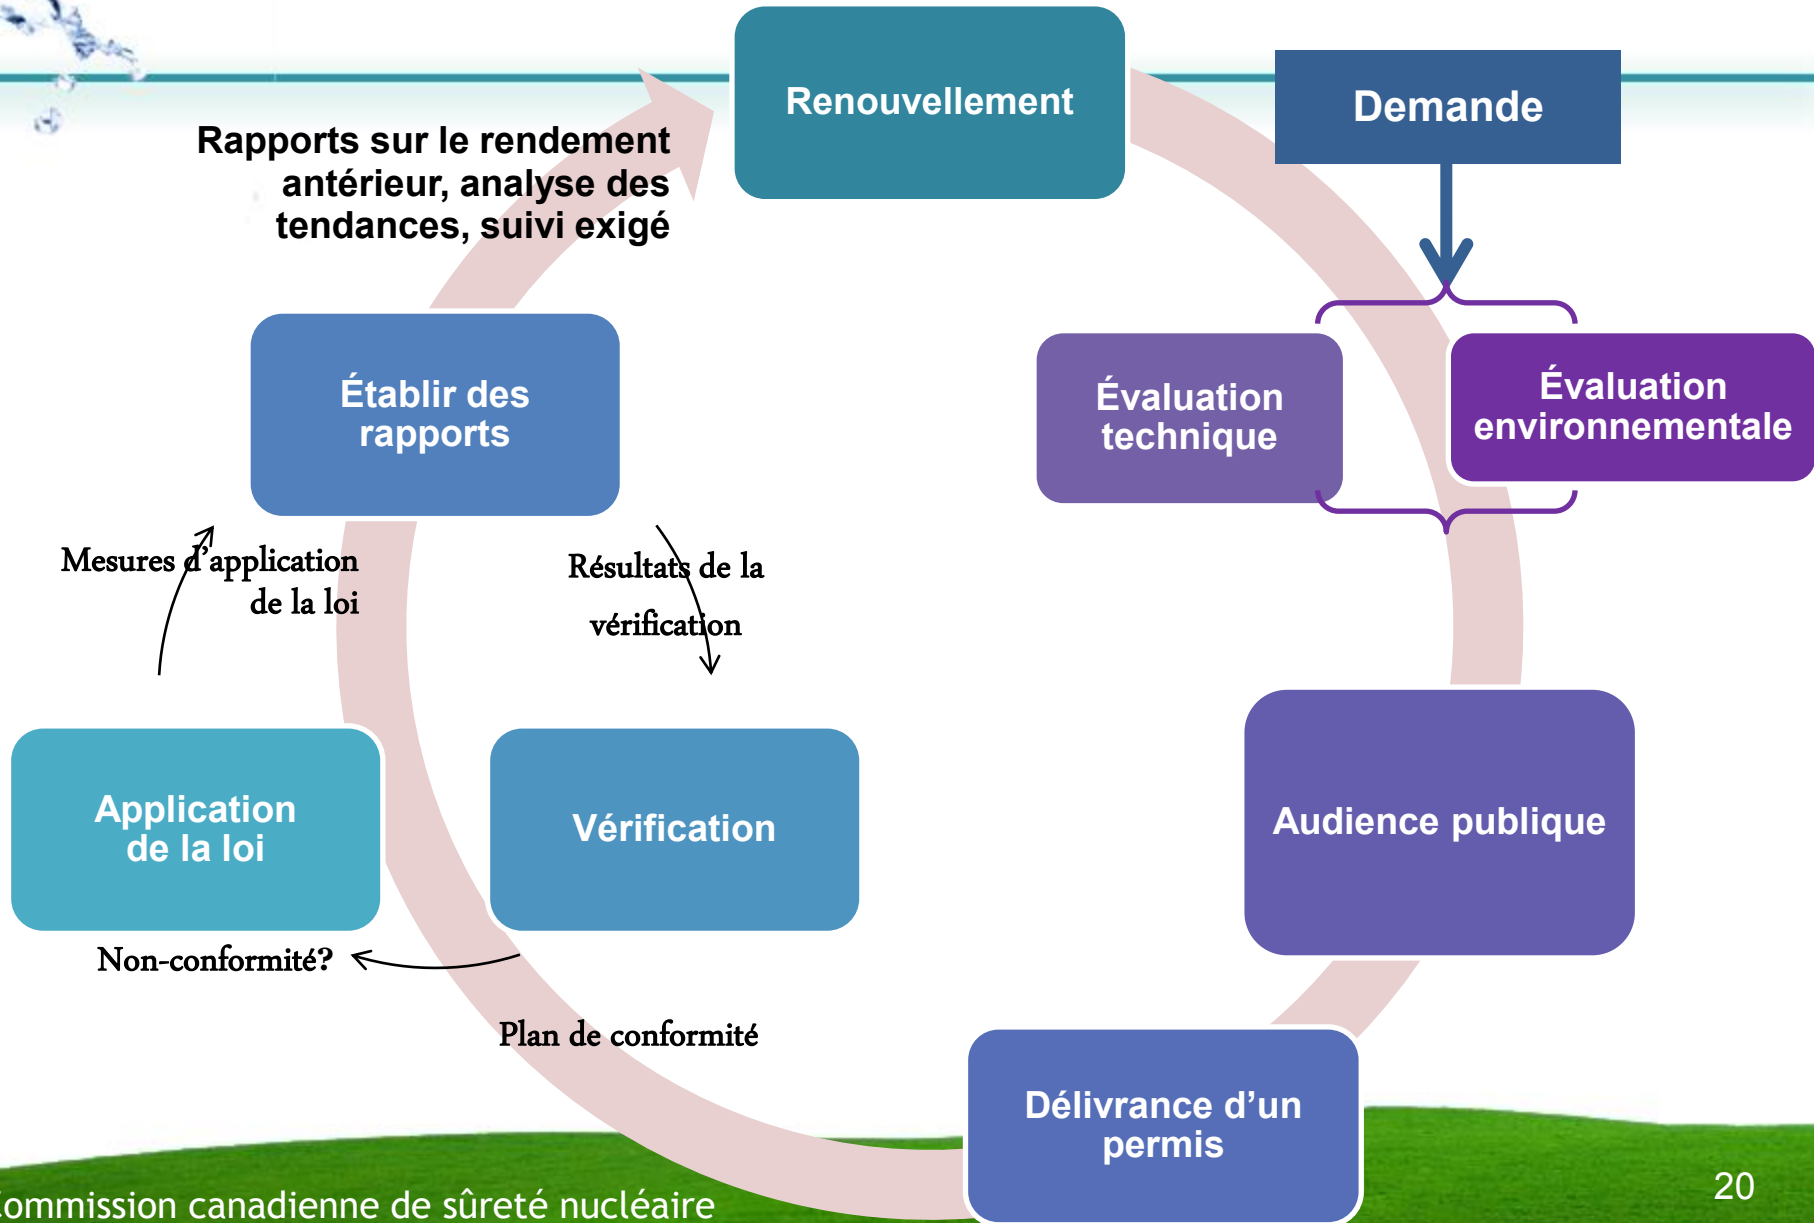 Renouvellement
Demande
Rapports sur le rendement
antérieur, analyse des
tendances, suivi exigé
Établir des
rapports
Évaluation
technique
Évaluation
environnementale
Mesures d’application
de la loi
Résultats de la
vérification
Application
de la loi
Vérification
Audience publique
Non-conformité?
Plan de conformité
Délivrance d’un
permis
ommission canadienne de sûreté nucléaire
20